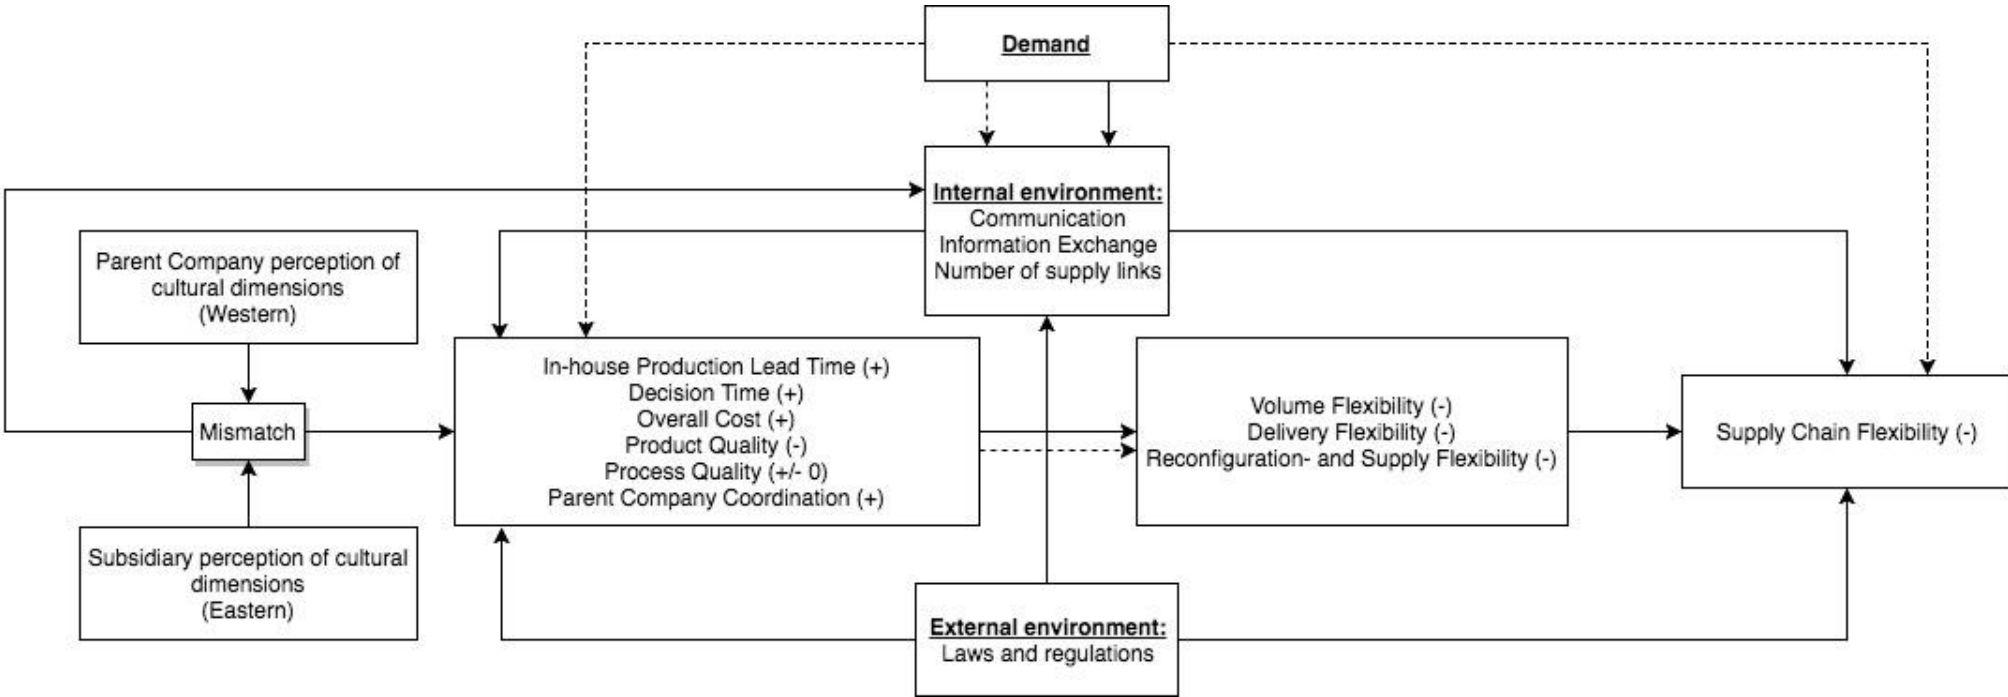 Demand
Internal environment:
Communication
Information Exchange
Number of supply links
Parent Company perception of
cultural dimensions
(Western)
Mismatch
Subsidiary perception of cultural
dimensions
(Eastern)
In-house Production Lead Time (+)
Decision Time (+)
Overall Cost (+)
Product Quality (-)
Process Quality (+/- 0)
Parent Company Coordination (+)
Volume Flexibility (-)
Delivery Flexibility (-)
Reconfiguration- and Supply Flexibility (-)
Supply Chain Flexibility (-)
External environment:
Laws and regulations